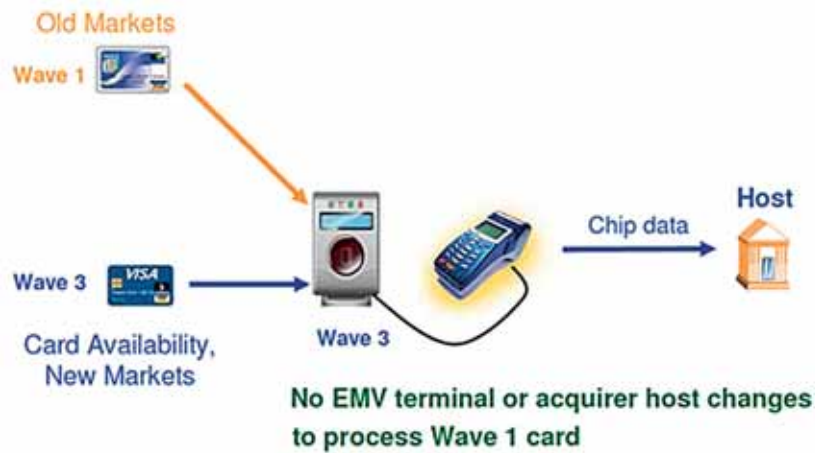 Old Markets
Wave 1
Host
Chip data
Wave 3
VISA
Wave 3
Card Availability,
New Markets
No EMV terminal or acquirer host changes
to process Wave 1 card